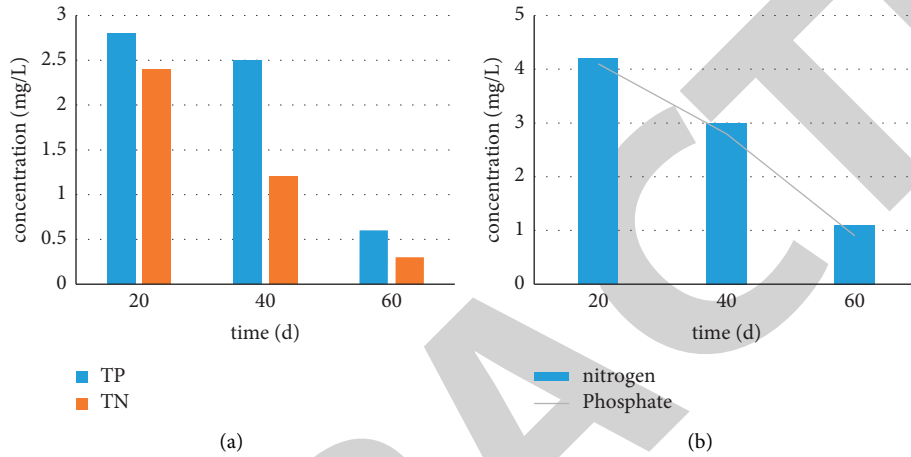 3
2.5
2
1.5
1
0.5
0
concentration (mg/L)
20 40 60
time (d)
TP
TN
(a)
5
4
3
2
1
0
concentration (mg/L)
20 40 60
time (d)
nitrogen
Phosphate
(b)